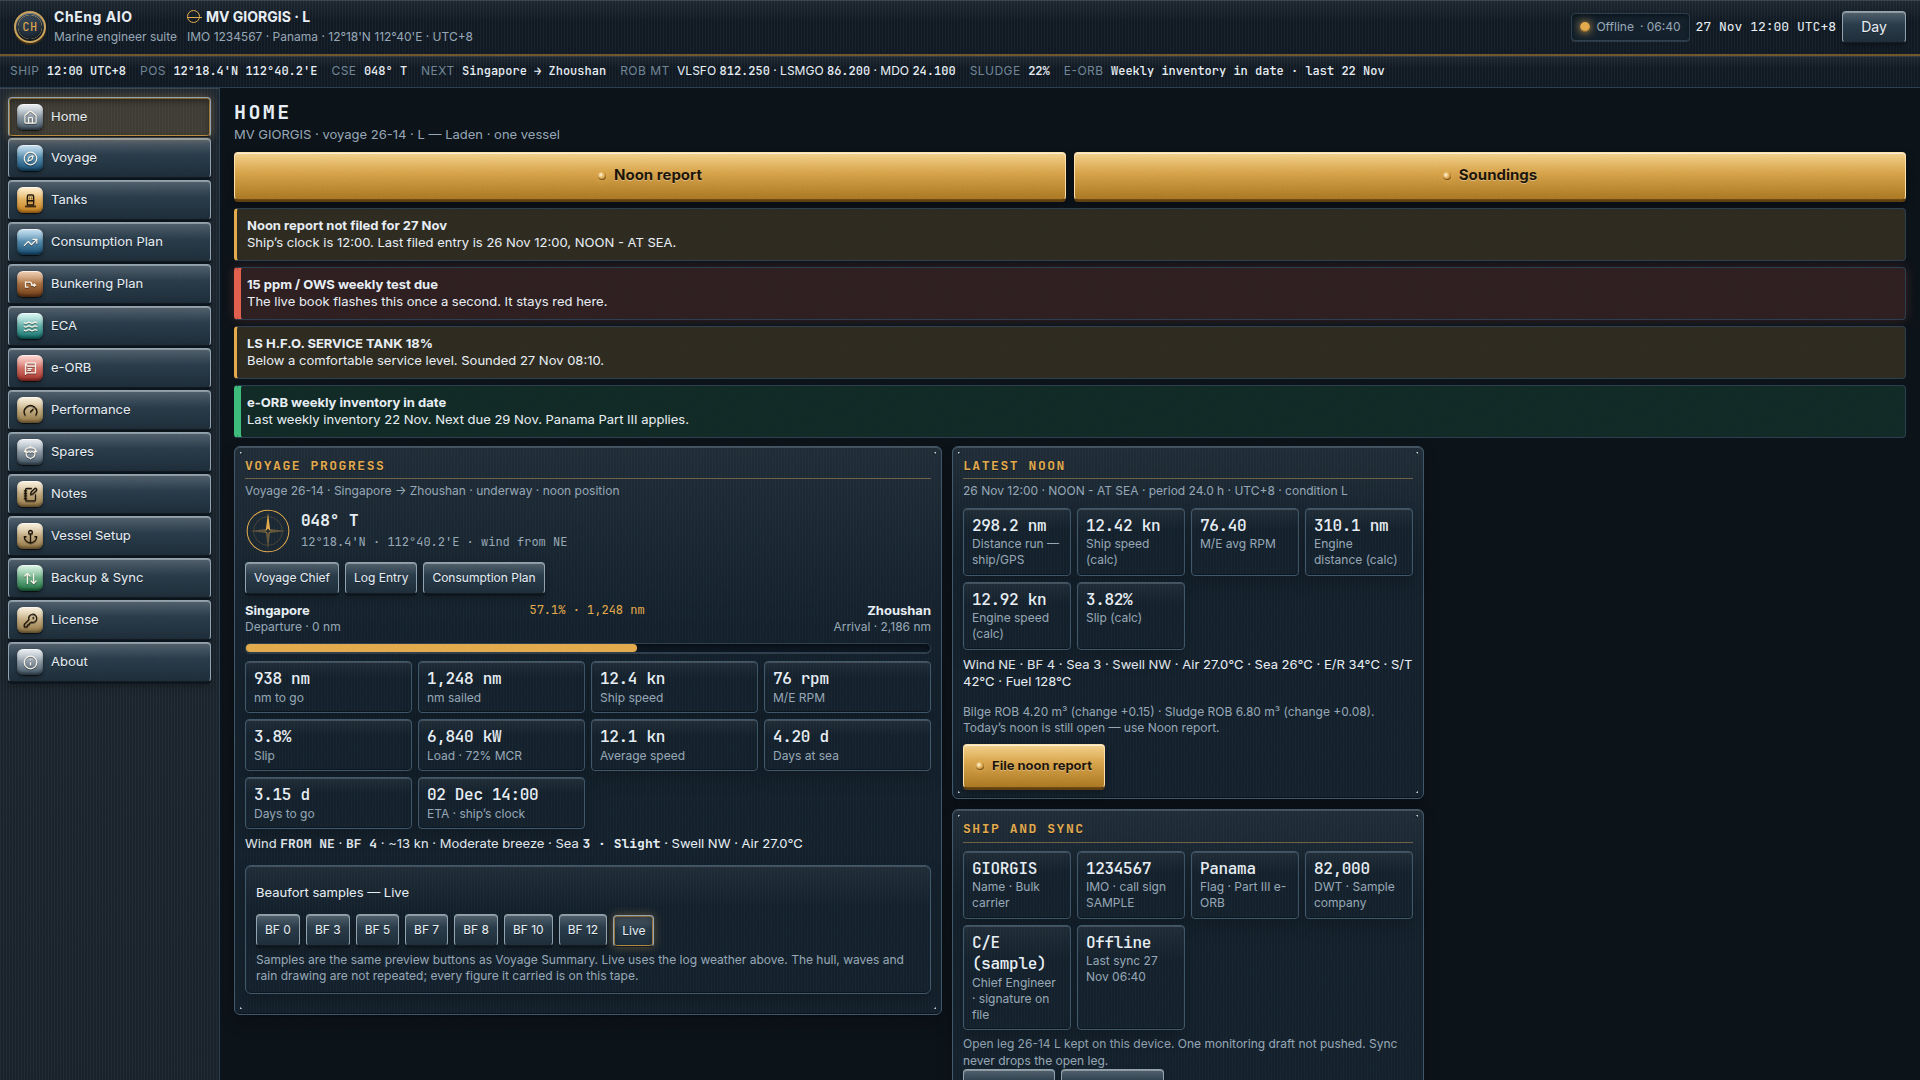 CH
ChEng AIO
Marine engineer suite
MV GIORGIS · L
IMO 1234567 · Panama · 12°18'N 112°40'E · UTC+8
Offline · 06:40
27 Nov 12:00 UTC+8
Day
SHIP 12:00 UTC+8 POS 12°18.4'N 112°40.2'E CSE 048° T NEXT Singapore → Zhoushan ROB MT VLSFO 812.250 · LSMGO 86.200 · MDO 24.100 SLUDGE 22% E-ORB Weekly inventory in date · last 22 Nov
Home
Voyage
Tanks
Consumption Plan
Bunkering Plan
ECA
e-ORB
Performance
Spares
Notes
Vessel Setup
Backup & Sync
License
About
HOME
MV GIORGIS · voyage 26-14 · L — Laden · one vessel
Noon report
Soundings
Noon report not filed for 27 Nov
Ship's clock is 12:00. Last filed entry is 26 Nov 12:00, NOON - AT SEA.
15 ppm / OWS weekly test due
The live book flashes this once a second. It stays red here.
LS H.F.O. SERVICE TANK 18%
Below a comfortable service level. Sounded 27 Nov 08:10.
e-ORB weekly inventory in date
Last weekly inventory 22 Nov. Next due 29 Nov. Panama Part III applies.
VOYAGE PROGRESS
Voyage 26-14 · Singapore → Zhoushan · underway · noon position
048° T
12°18.4'N · 112°40.2'E · wind from NE
Voyage Chief
Log Entry
Consumption Plan
Singapore
57.1% · 1,248 nm
Zhoushan
Departure · 0 nm
Arrival · 2,186 nm
938 nm
nm to go
1,248 nm
nm sailed
12.4 kn
Ship speed
76 rpm
M/E RPM
3.8%
Slip
6,840 kW
Load · 72% MCR
12.1 kn
Average speed
4.20 d
Days at sea
3.15 d
Days to go
02 Dec 14:00
ETA · ship's clock
Wind FROM NE · BF 4 · ~13 kn · Moderate breeze · Sea 3 · Slight · Swell NW · Air 27.0°C
Beaufort samples — Live
BF 0
BF 3
BF 5
BF 7
BF 8
BF 10
BF 12
Live
Samples are the same preview buttons as Voyage Summary. Live uses the log weather above. The hull, waves and
rain drawing are not repeated; every figure it carried is on this tape.
LATEST NOON
26 Nov 12:00 · NOON - AT SEA · period 24.0 h · UTC+8 · condition L
298.2 nm
Distance run —
ship/GPS
12.42 kn
Ship speed
(calc)
76.40
M/E avg RPM
310.1 nm
Engine
distance (calc)
12.92 kn
Engine speed
(calc)
3.82%
Slip (calc)
Wind NE · BF 4 · Sea 3 · Swell NW · Air 27.0°C · Sea 26°C · E/R 34°C · S/T
42°C · Fuel 128°C
Bilge ROB 4.20 m³ (change +0.15) · Sludge ROB 6.80 m³ (change +0.08).
Today's noon is still open — use Noon report.
File noon report
SHIP AND SYNC
GIORGIS
Name · Bulk
carrier
1234567
IMO · call sign
SAMPLE
Panama
Flag · Part III e-
ORB
82,000
DWT · Sample
company
C/E
(sample)
Chief Engineer
· signature on
file
Offline
Last sync 27
Nov 06:40
Open leg 26-14 L kept on this device. One monitoring draft not pushed. Sync
never drops the open leg.